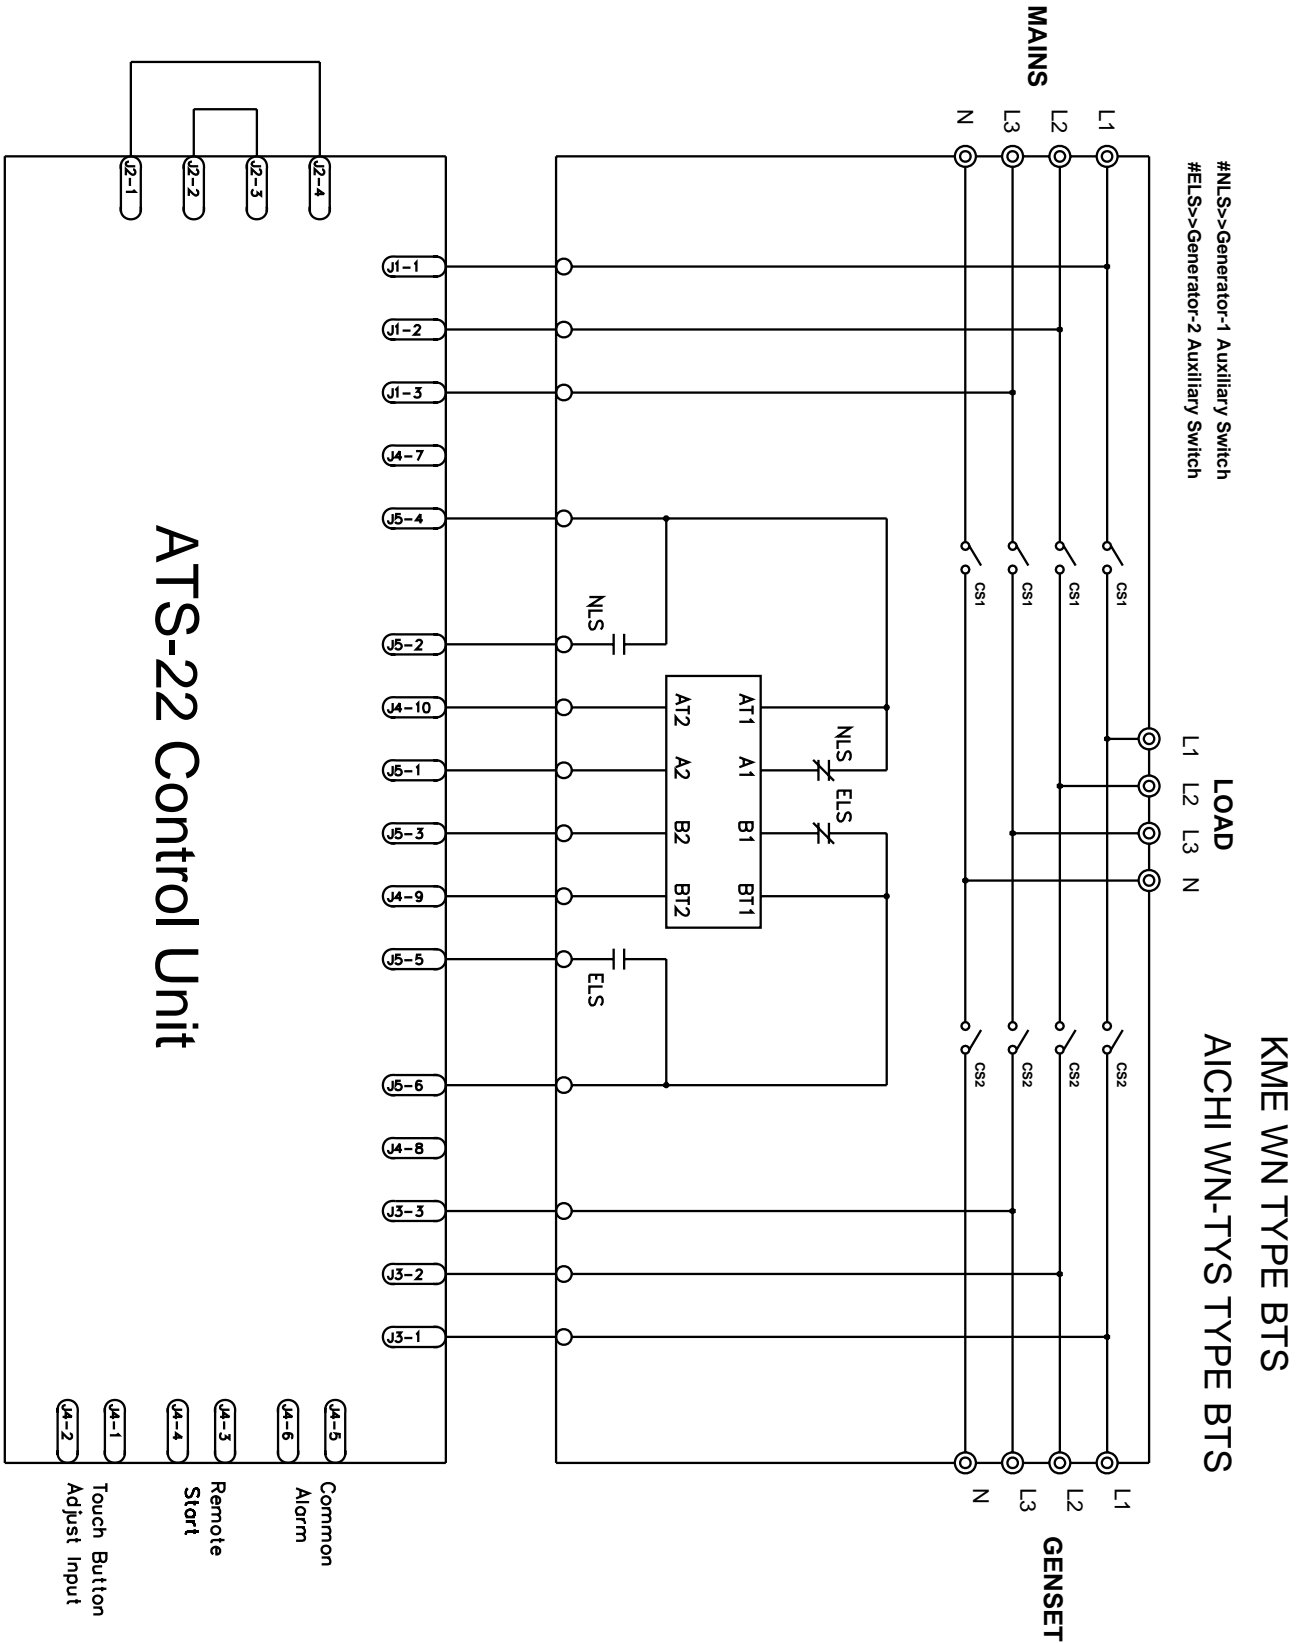 KME WN TYPE BTS
AICHI WN-TYS TYPE BTS
#NLS>>Generator-1 Auxiliary Switch
#ELS>>Generator-2 Auxiliary Switch
LOAD
L1
L2
L3
N
MAINS
L1
L2
L3
N
CS1
CS1
CS1
CS1
CS2
CS2
CS2
CS2
L1
L2
L3
N
GENSET
NLS
ELS
AT1
A1
B1
BT1
AT2
A2
B2
BT2
NLS
ELS
J1-1
J1-2
J1-3
J4-7
J5-4
J5-2
J4-10
J5-1
J5-3
J4-9
J5-5
J5-6
J4-8
J3-3
J3-2
J3-1
J2-4
J2-3
J2-2
J2-1
ATS-22 Control Unit
J4-5
J4-6
J4-3
J4-4
J4-1
J4-2
Common
Alarm
Remote
Start
Touch Button
Adjust Input